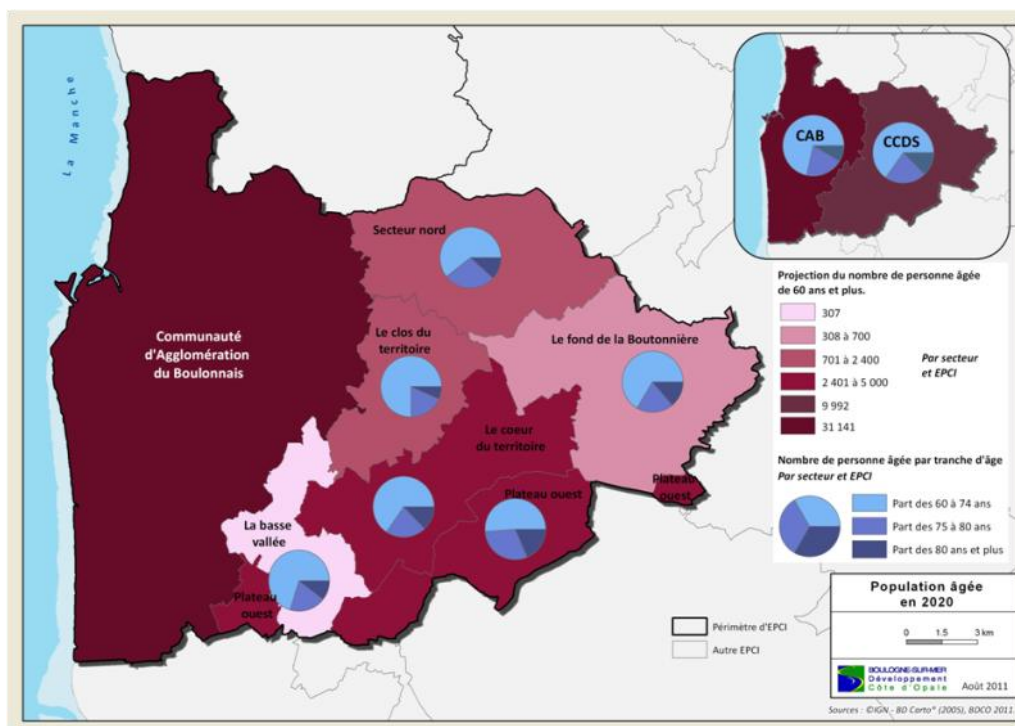 La Manche
CAB
CCDS
Secteur nord
Communauté
d'Agglomération
du Boulonnais
Le clos du
territoire
Le fond de la Boutonnière
Le coeur
du territoire
Plateau ouest
Plateau
ouest
La basse
vallée
Plateau
ouest
Projection du nombre de personne âgée
de 60 ans et plus.
307
308 à 700
701 à 2 400
2 401 à 5 000
9 992
31 141
Par secteur
et EPCI
Nombre de personne âgée par tranche d'âge
Par secteur et EPCI
Part des 60 à 74 ans
Part des 75 à 80 ans
Part des 80 ans et plus
Périmètre d'EPCI
Autre EPCI
Population âgée
en 2020
0 1.5 3 km
BOULOGNE-SUR-MER
Développement
Côte d'Opale
Août 2011
Sources : ©IGN - BD Carto® (2005), BDCO 2011.